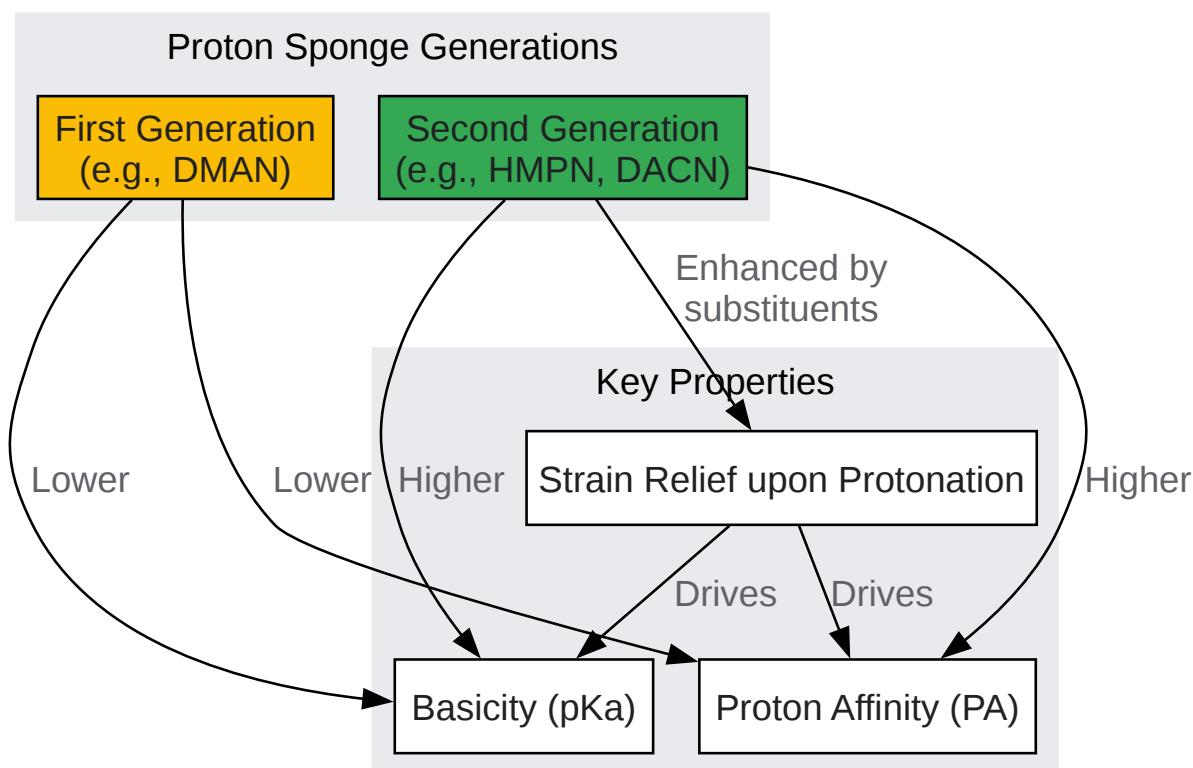 Proton Sponge Generations
First Generation
(e.g., DMAN)
Second Generation
(e.g., HMPN, DACN)
Enhanced by
substituents
Key Properties
Lower
Lower
Higher
Strain Relief upon Protonation
Higher
Drives
Drives
Basicity (pKa)
Proton Affinity (PA)